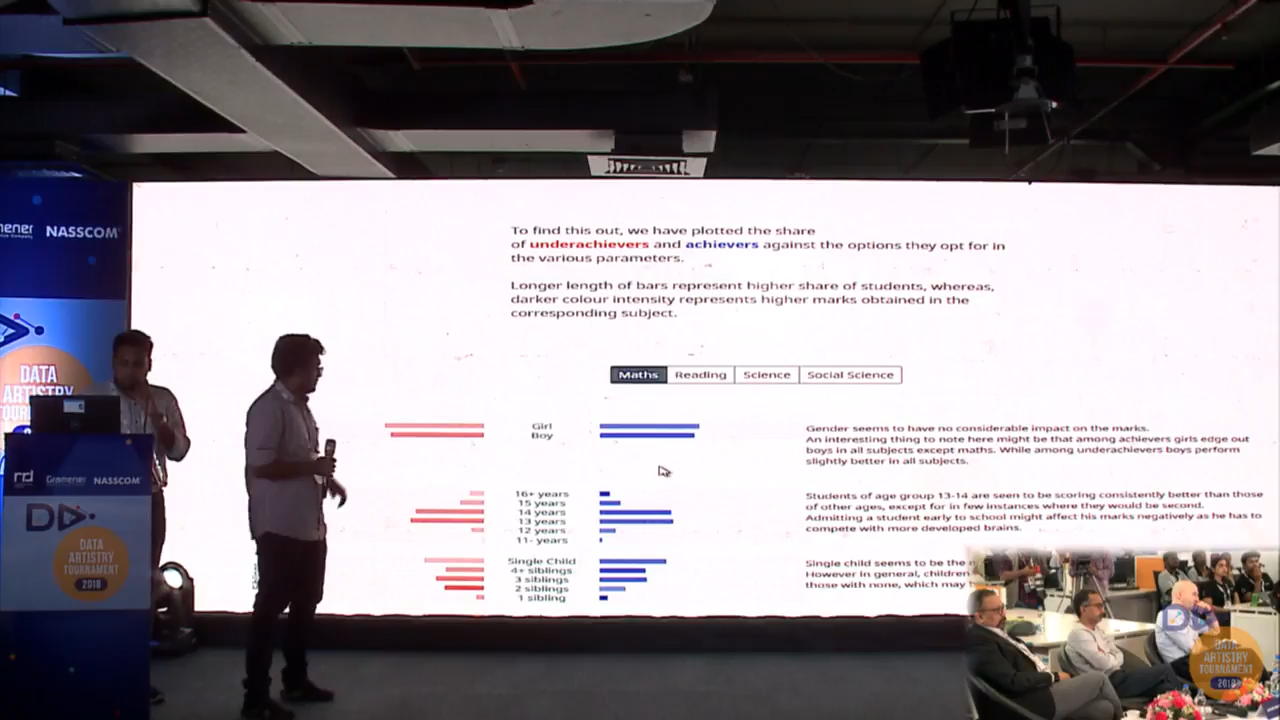 To find this out, we have plotted the share
of underachievers and achievers against the options they opt for in
the various parameters.
Longer length of bars represent higher share of students, whereas,
darker colour intensity represents higher marks obtained in the
corresponding subject.
Maths Reading Science Social Science
Girl
Boy
Gender seems to have no considerable impact on the marks.
An interesting thing to note here might be that among achievers girls edge out
boys in all subjects except maths. While among underachievers boys perform
slightly better in all subjects.
16+ years
15 years
14 years
13 years
12 years
11- years
Students of age group 13-14 are seen to be scoring consistently better than those
of other ages, except for in few instances where they would be second.
Admitting a student early to school might affect his marks negatively as he has to
compete with more developed brains.
Single Child
4+ siblings
3 siblings
2 siblings
1 sibling
Single child seems to be the
However in general, children
those with none, which may
NASSCOM
DATA
ARTISTRY
Gramener NASSCOM
DATA
ARTISTRY
TOURNAMENT
2018
DATA
ARTISTRY
TOURNAMENT
2018